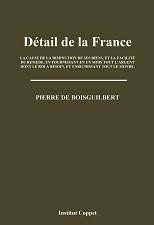 Détail de la France
LA CAUSE DE LA DIMINUTION DE SES BIENS, ET LA FACILITÉ
DU REMÈDE, EN FOURNISSANT EN UN MOIS TOUT L'ARGENT
DONT LE ROI A BESOIN, ET ENRICHISSANT TOUT LE MONDE.
PIERRE DE BOISGUILBERT
Institut Coppet